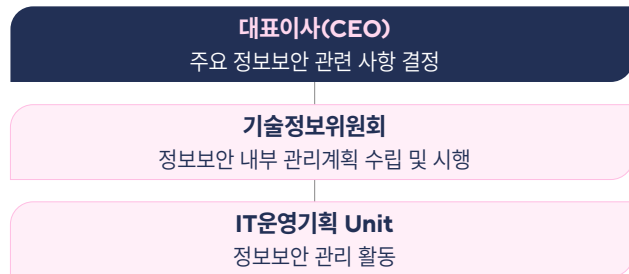 대표이사(CEO)
주요 정보보안 관련 사항 결정
기술정보위원회
정보보안 내부 관리계획 수립 및 시행
IT운영기획 Unit
정보보안 관리 활동